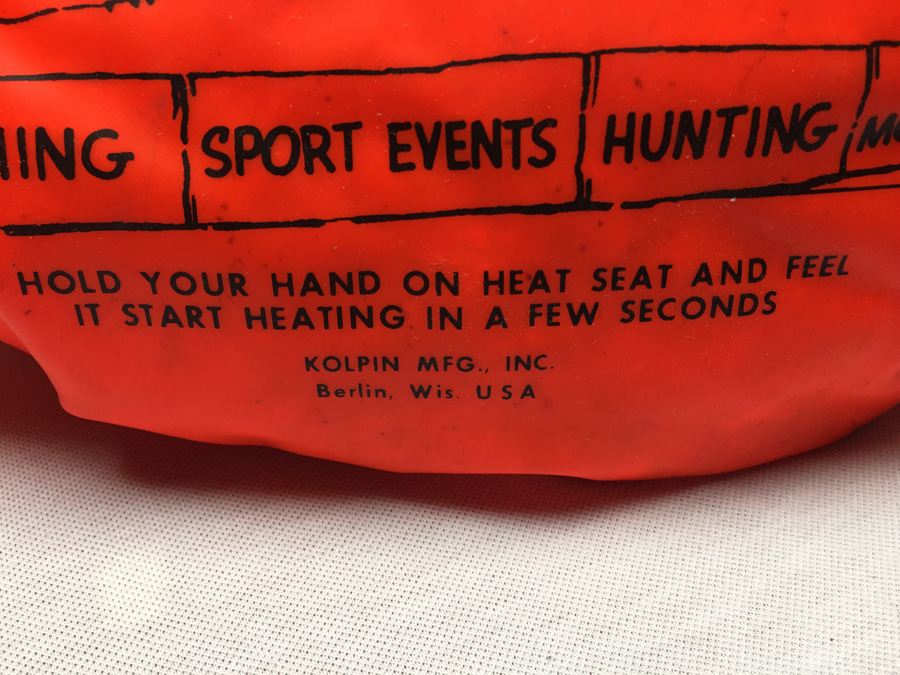 SPORT EVENTS HUNTING
HOLD YOUR HAND ON HEAT SEAT AND FEEL
IT START HEATING IN A FEW SECONDS
KOLPIN MFG., INC.
Berlin, Wis. USA